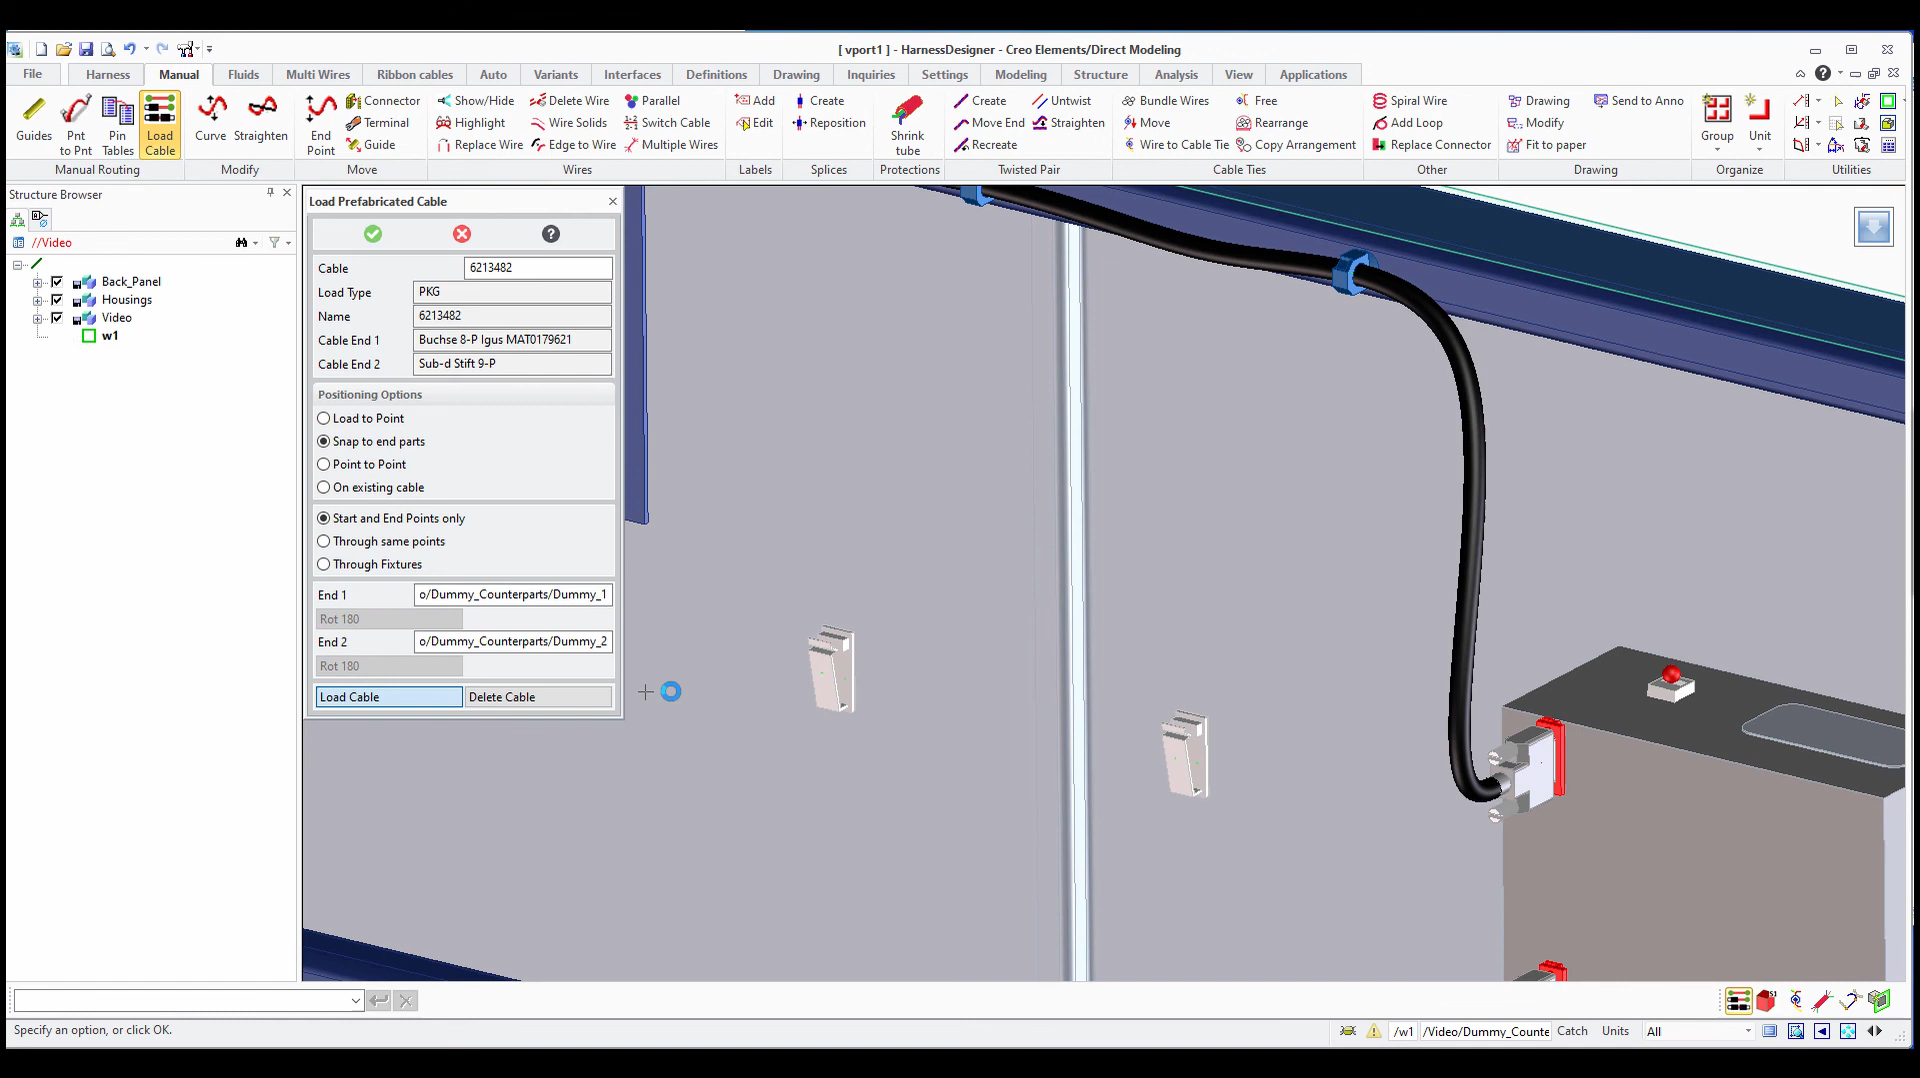 [ vport1 ] - HarnessDesigner - Creo Elements/Direct Modeling
File Harness Manual Fluids Multi Wires Ribbon cables Auto Variants Interfaces Definitions Drawing Inquiries Settings Modeling Structure Analysis View Applications
Guides
Pnt to Pnt
Pin Tables
Load Cable
Manual Routing
Curve
Straighten
Modify
End Point
Connector
Terminal
Guide
Move
Show/Hide
Highlight
Replace Wire
Delete Wire
Wire Solids
Edge to Wire
Parallel
Switch Cable
Multiple Wires
Wires
Add
Edit
Labels
Create
Reposition
Splices
Shrink tube
Protections
Create
Move End
Recreate
Untwist
Straighten
Twisted Pair
Bundle Wires
Move
Wire to Cable Tie
Free
Rearrange
Copy Arrangement
Cable Ties
Spiral Wire
Add Loop
Replace Connector
Other
Drawing
Modify
Fit to paper
Send to Anno
Drawing
Group
Unit
Organize
Utilities
Structure Browser
//Video
Back_Panel
Housings
Video
w1
Load Prefabricated Cable
Cable 6213482
Load Type PKG
Name 6213482
Cable End 1 Buchse 8-P Igus MAT0179621
Cable End 2 Sub-d Stift 9-P
Positioning Options
Load to Point
Snap to end parts
Point to Point
On existing cable
Start and End Points only
Through same points
Through Fixtures
End 1 o/Dummy_Counterparts/Dummy_1
Rot 180
End 2 o/Dummy_Counterparts/Dummy_2
Rot 180
Load Cable Delete Cable
Specify an option, or click OK.
/w1 /Video/Dummy_Counte Catch Units All